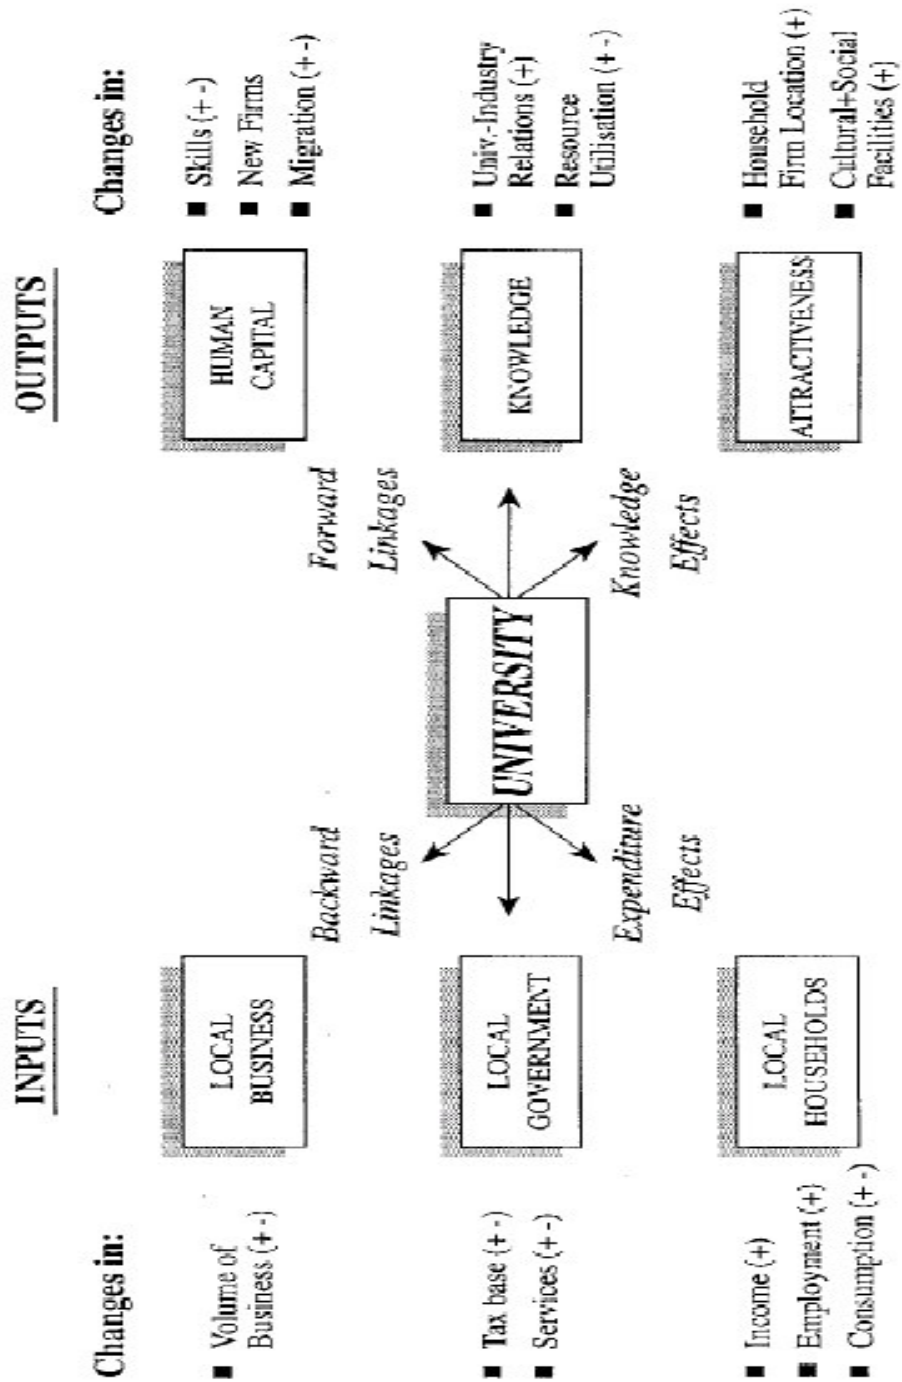 INPUTS
OUTPUTS
Changes in:
■ Volume of
Business (+ -)
■ Tax base (+ -)
■ Services (+ -)
■ Income (+)
■ Employment (+)
■ Consumption (+ -)
LOCAL
BUSINESS
LOCAL
GOVERNMENT
LOCAL
HOUSEHOLDS
Backward
Linkages
Expenditure
Effects
UNIVERSITY
Forward
Linkages
Knowledge
Effects
HUMAN
CAPITAL
KNOWLEDGE
ATTRACTIVENESS
Changes in:
■ Skills (+ -)
■ New Firms
■ Migration (+ -)
■ Univ.-Industry
Relations (+)
■ Resource
Utilisation (+ -)
■ Household
Firm Location (+)
■ Cultural+Social
Facilities (+)